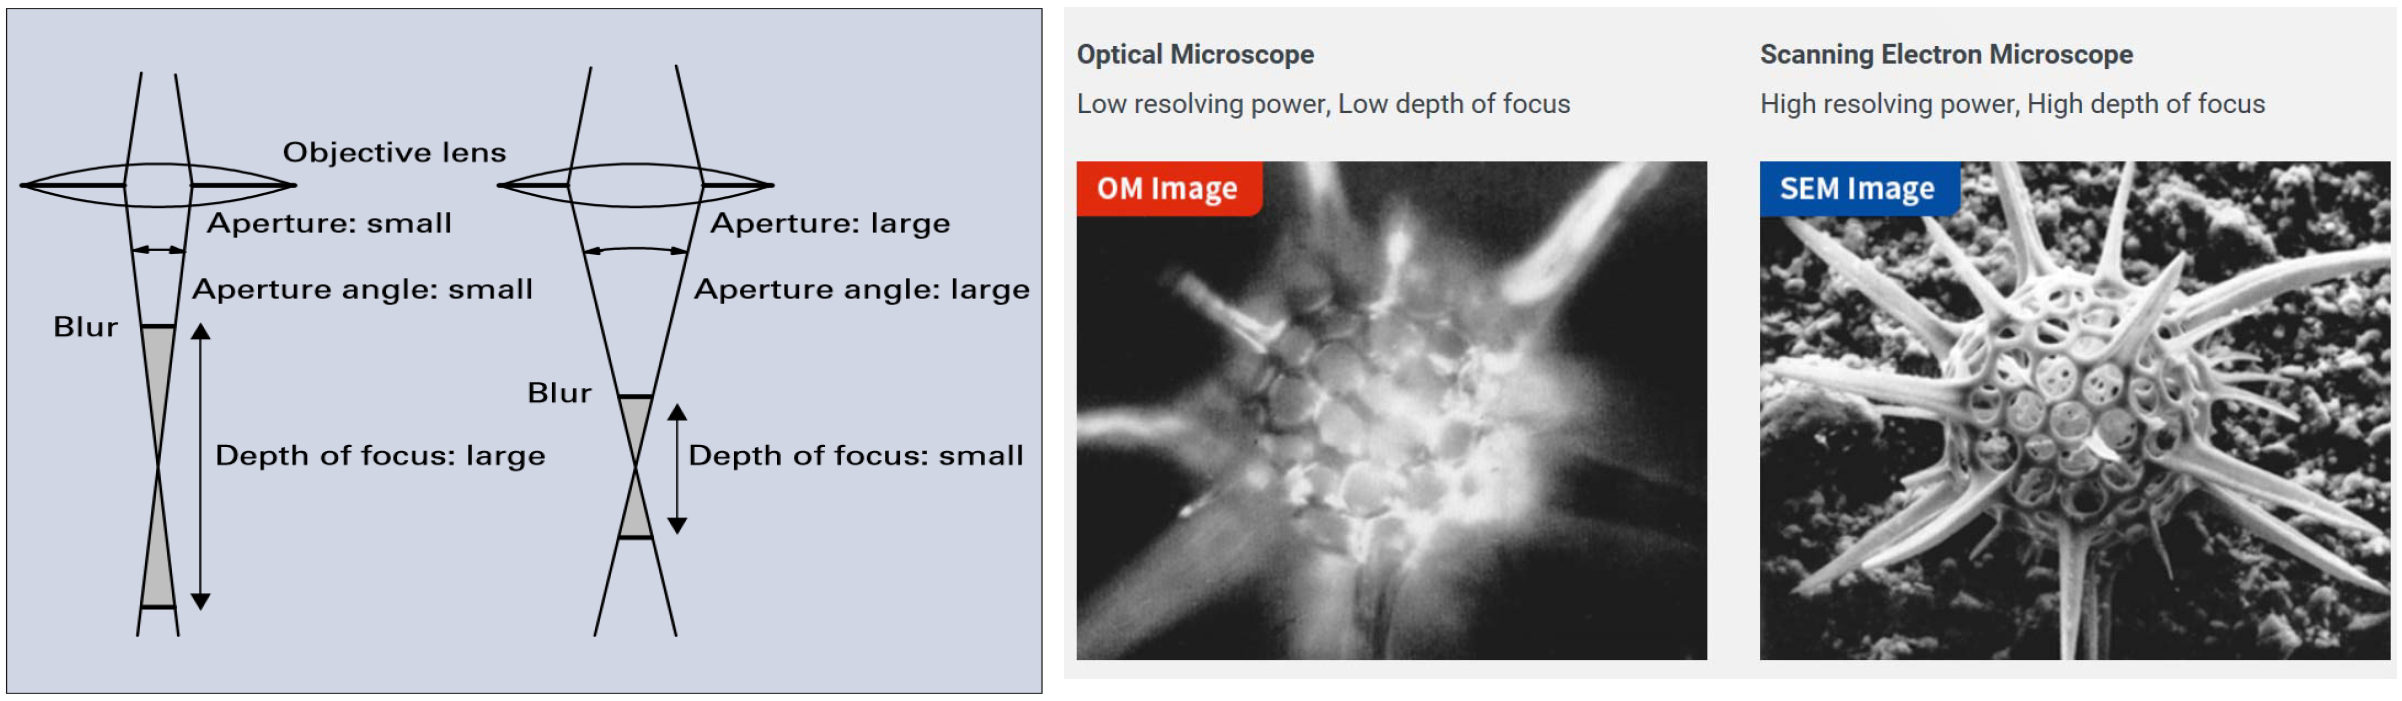 Objective lens
Aperture: small
Aperture angle: small
Blur
Depth of focus: large
Aperture: large
Aperture angle: large
Blur
Depth of focus: small
Optical Microscope
Low resolving power, Low depth of focus
OM Image
Scanning Electron Microscope
High resolving power, High depth of focus
SEM Image